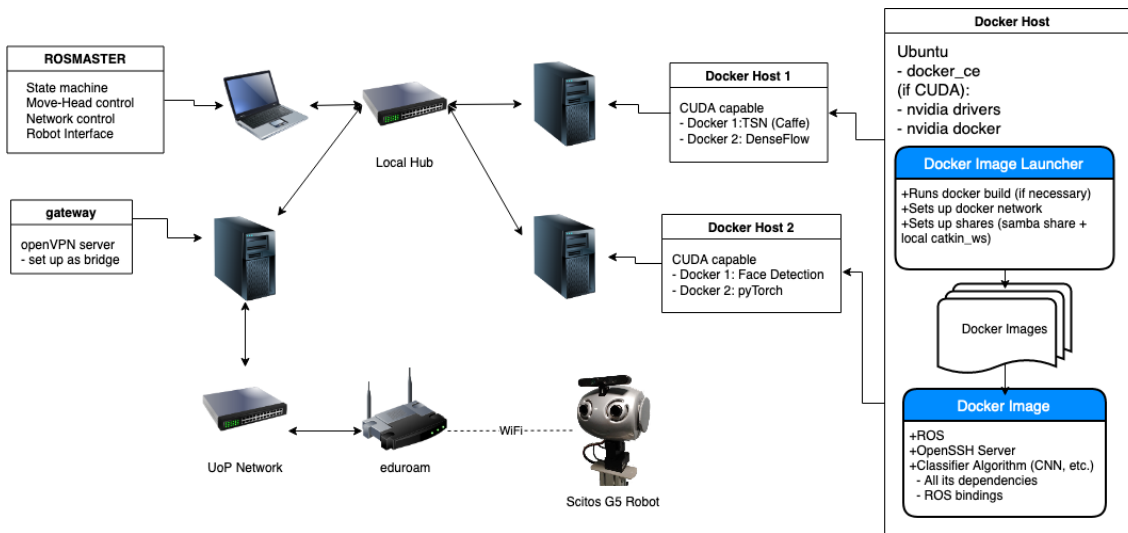 ROSMASTER
State machine
Move-Head control
Network control
Robot Interface
Local Hub
Docker Host 1
CUDA capable
- Docker 1:TSN (Caffe)
- Docker 2: DenseFlow
gateway
openVPN server
- set up as bridge
Docker Host 2
CUDA capable
- Docker 1: Face Detection
- Docker 2: pyTorch
UoP Network
eduroam
WiFi
Scitos G5 Robot
Docker Host
Ubuntu
- docker_ce
(if CUDA):
- nvidia drivers
- nvidia docker
Docker Image Launcher
+Runs docker build (if necessary)
+Sets up docker network
+Sets up shares (samba share +
local catkin_ws)
Docker Images
Docker Image
+ROS
+OpenSSH Server
+Classifier Algorithm (CNN, etc.)
- All its dependencies
- ROS bindings